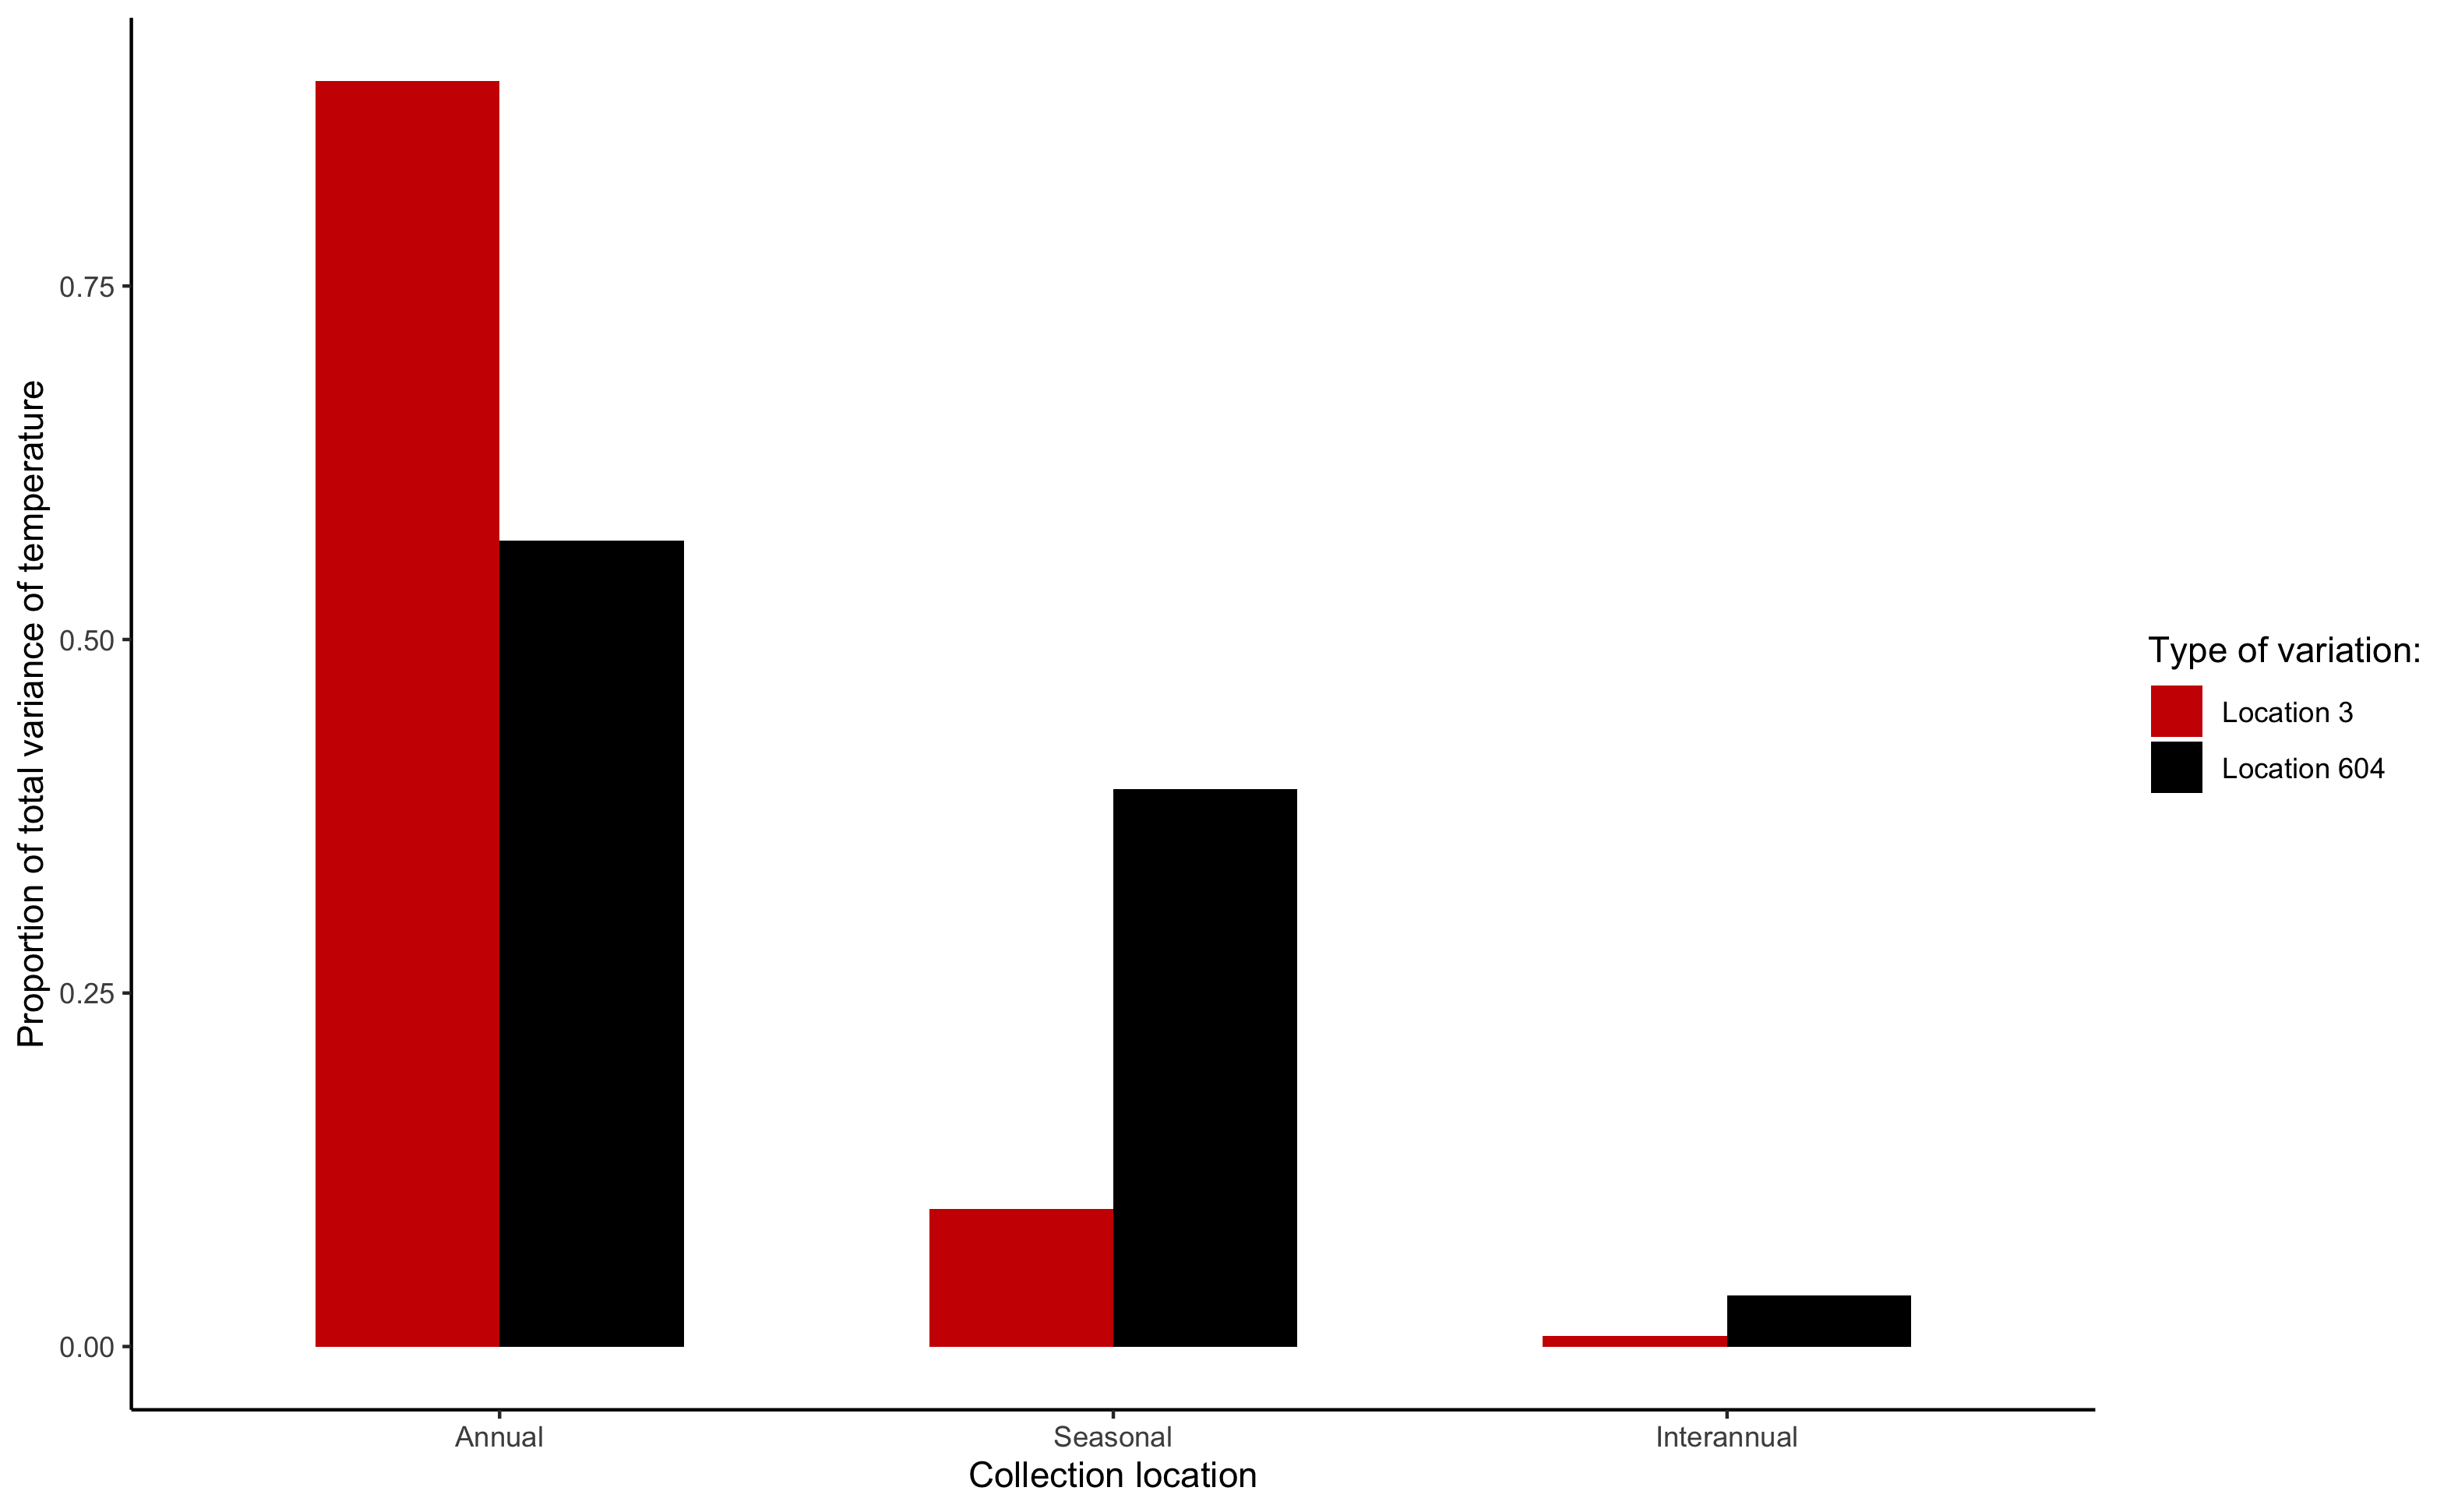 Proportion of total variance of temperature
0.75
0.50
0.25
0.00
Annual
Seasonal
Interannual
Collection location
Type of variation:
Location 3
Location 604